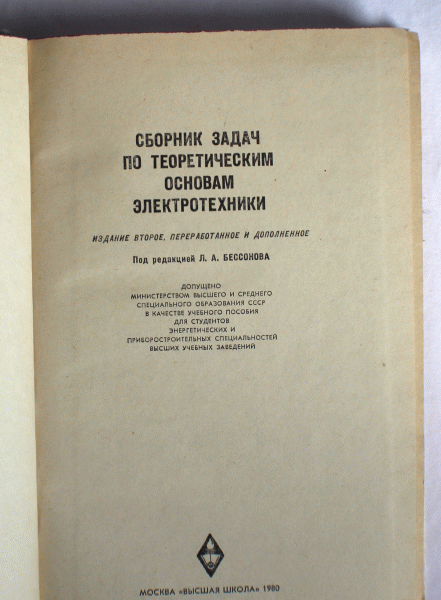 СБОРНИК ЗАДАЧ
ПО ТЕОРЕТИЧЕСКИМ
ОСНОВАМ
ЭЛЕКТРОТЕХНИКИ
ИЗДАНИЕ ВТОРОЕ, ПЕРЕРАБОТАННОЕ И ДОПОЛНЕННОЕ
Под редакцией Л. А. БЕССОНОВА
ДОПУЩЕНО
МИНИСТЕРСТВОМ ВЫСШЕГО И СРЕДНЕГО
СПЕЦИАЛЬНОГО ОБРАЗОВАНИЯ СССР
В КАЧЕСТВЕ УЧЕБНОГО ПОСОБИЯ
ДЛЯ СТУДЕНТОВ
ЭНЕРГЕТИЧЕСКИХ И
ПРИБОРОСТРОИТЕЛЬНЫХ СПЕЦИАЛЬНОСТЕЙ
ВЫСШИХ УЧЕБНЫХ ЗАВЕДЕНИЙ
МОСКВА «ВЫСШАЯ ШКОЛА» 1980